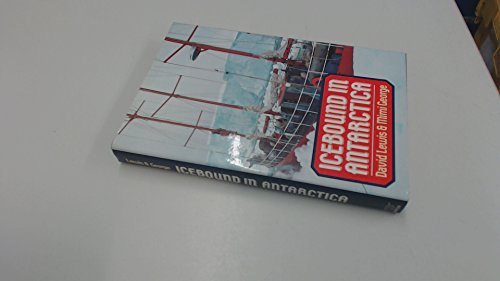 ICEBOUND IN
ANTARCTICA
David Lewis & Mimi George
Lewis & George ICEBOUND IN ANTARCTICA